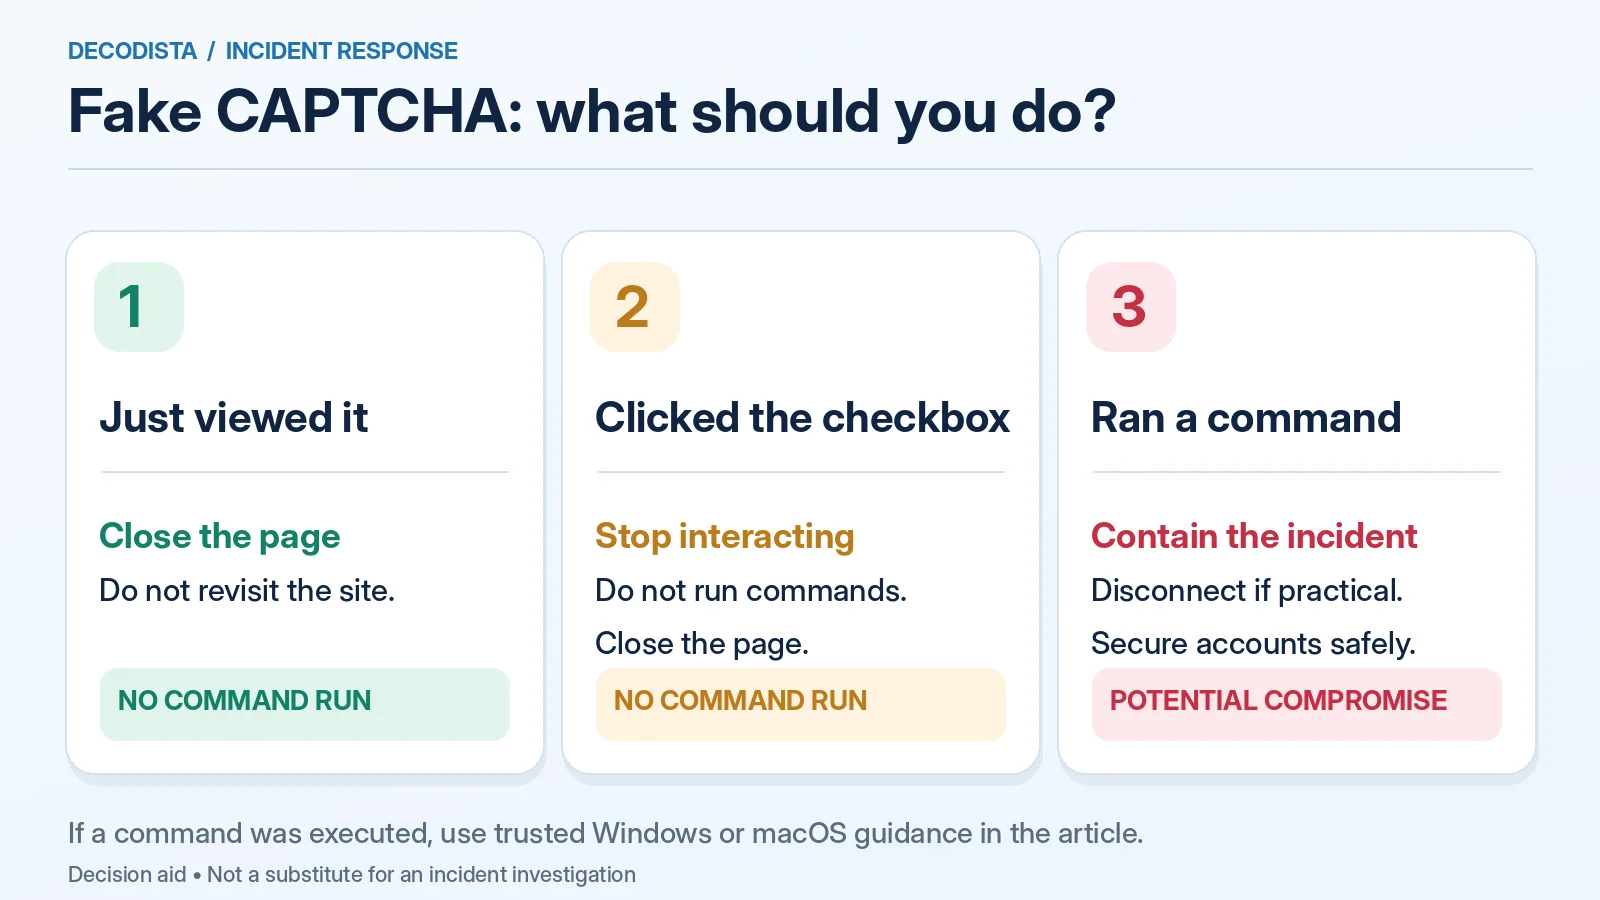 DECODISTA / INCIDENT RESPONSE
Fake CAPTCHA: what should you do?
1
Just viewed it
Close the page
Do not revisit the site.
NO COMMAND RUN
2
Clicked the checkbox
Stop interacting
Do not run commands.
Close the page.
NO COMMAND RUN
3
Ran a command
Contain the incident
Disconnect if practical.
Secure accounts safely.
POTENTIAL COMPROMISE
If a command was executed, use trusted Windows or macOS guidance in the article.
Decision aid • Not a substitute for an incident investigation